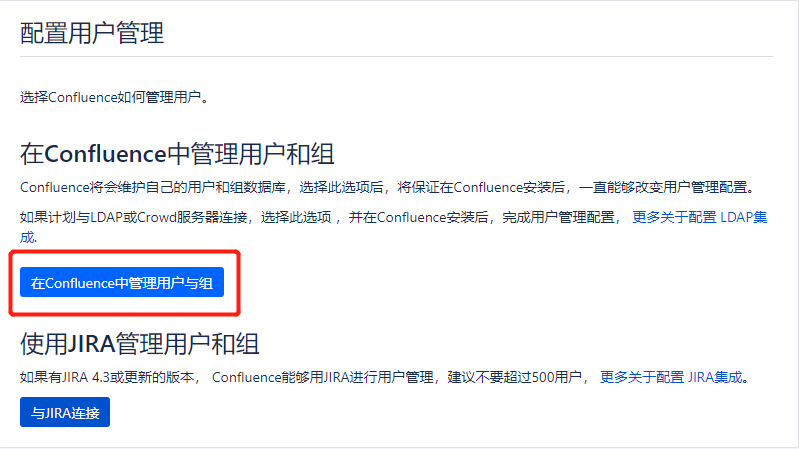 配置用户管理
选择Confluence如何管理用户。
在Confluence中管理用户和组
Confluence将会维护自己的用户和组数据库，选择此选项后，将保证在Confluence安装后，一直能够改变用户管理配置。
如果计划与LDAP或Crowd服务器连接，选择此选项 ，并在Confluence安装后，完成用户管理配置， 更多关于配置 LDAP集
成.
在Confluence中管理用户与组
使用JIRA管理用户和组
如果有JIRA 4.3或更新的版本， Confluence能够用JIRA进行用户管理，建议不要超过500用户， 更多关于配置 JIRA集成。
与JIRA连接